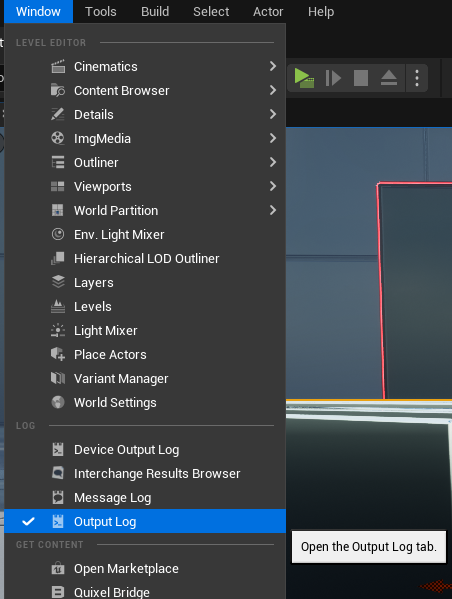 Window Tools Build Select Actor Help
LEVEL EDITOR
Cinematics
Content Browser
Details
ImgMedia
Outliner
Viewports
World Partition
Env. Light Mixer
Hierarchical LOD Outliner
Layers
Levels
Light Mixer
Place Actors
Variant Manager
World Settings
LOG
Device Output Log
Interchange Results Browser
Message Log
Output Log
Open the Output Log tab.
GET CONTENT
Open Marketplace
Quixel Bridge